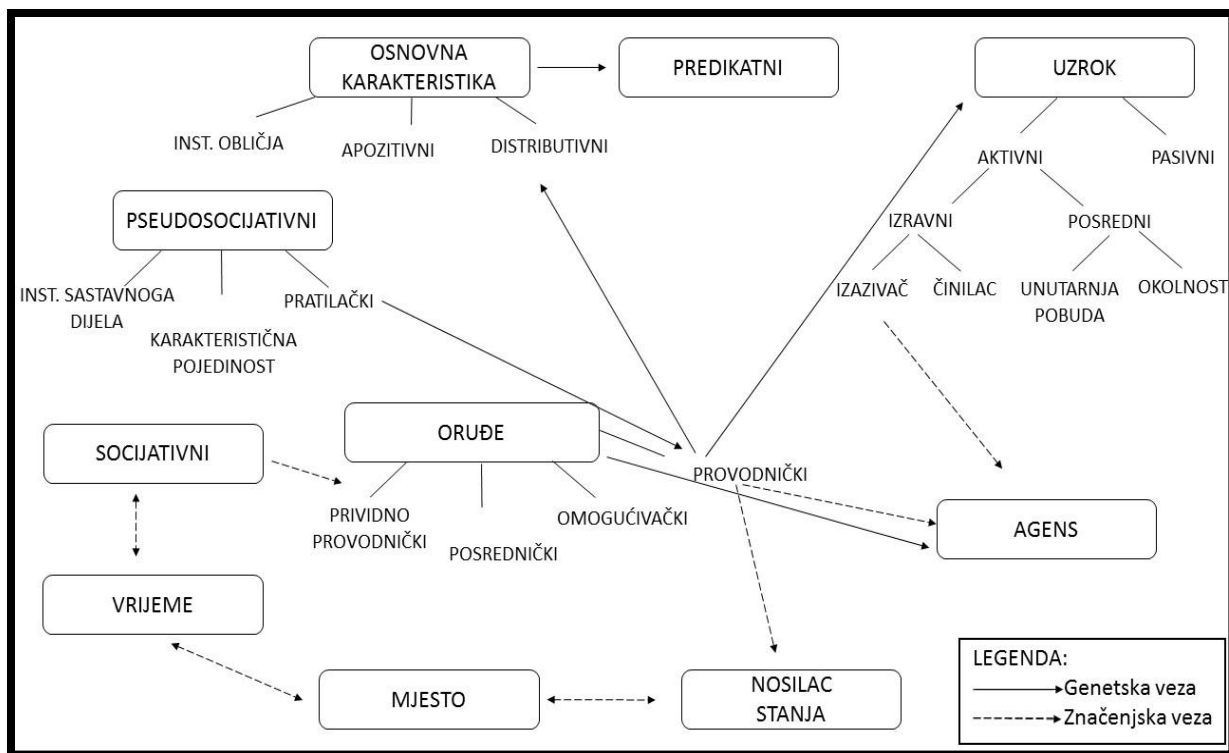 OSNOVNA
KARAKTERISTIKA
PREDIKATNI
UZROK
INST. OBLIČJA
APOZITIVNI
DISTRIBUTIVNI
AKTIVNI
PASIVNI
PSEUDOSOCIJATIVNI
IZRAVNI
POSREDNI
INST. SASTAVNOGA
DIJELA
KARAKTERISTIČNA
POJEDINOST
PRATILAČKI
IZAZIVAČ
ČINILAC
UNUTARNJA
POBUDA
OKOLNOST
SOCIJATIVNI
ORUĐE
PROVODNIČKI
PRIVIDNO
PROVODNIČKI
POSREDNIČKI
OMOGUĆIVAČKI
AGENS
VRIJEME
MJESTO
NOSILAC
STANJA
LEGENDA:
Genetska veza
Značenjska veza